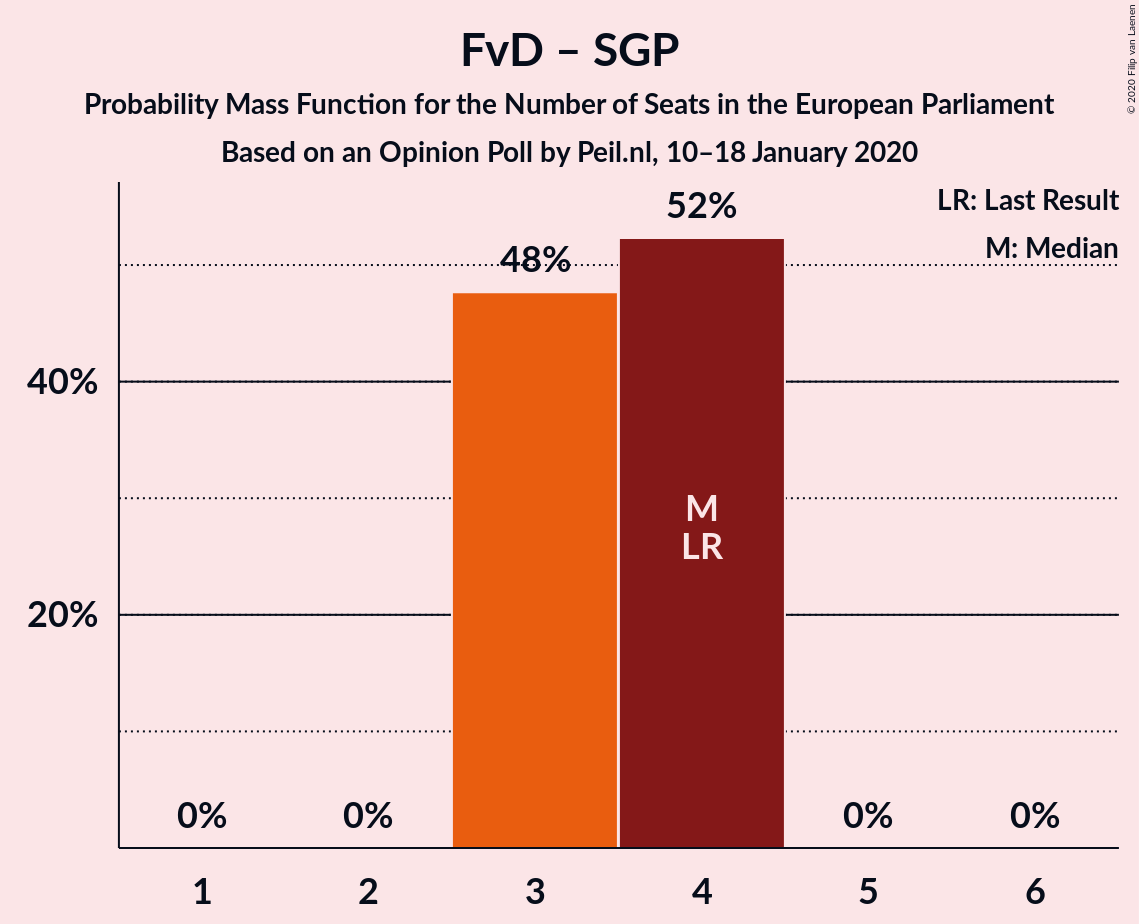 FvD – SGP
Probability Mass Function for the Number of Seats in the European Parliament
Based on an Opinion Poll by Peil.nl, 10–18 January 2020
© 2020 Filip van Laenen
LR: Last Result
M: Median
52%
48%
40%
20%
M
LR
0%
0%
0%
0%
1
2
3
4
5
6